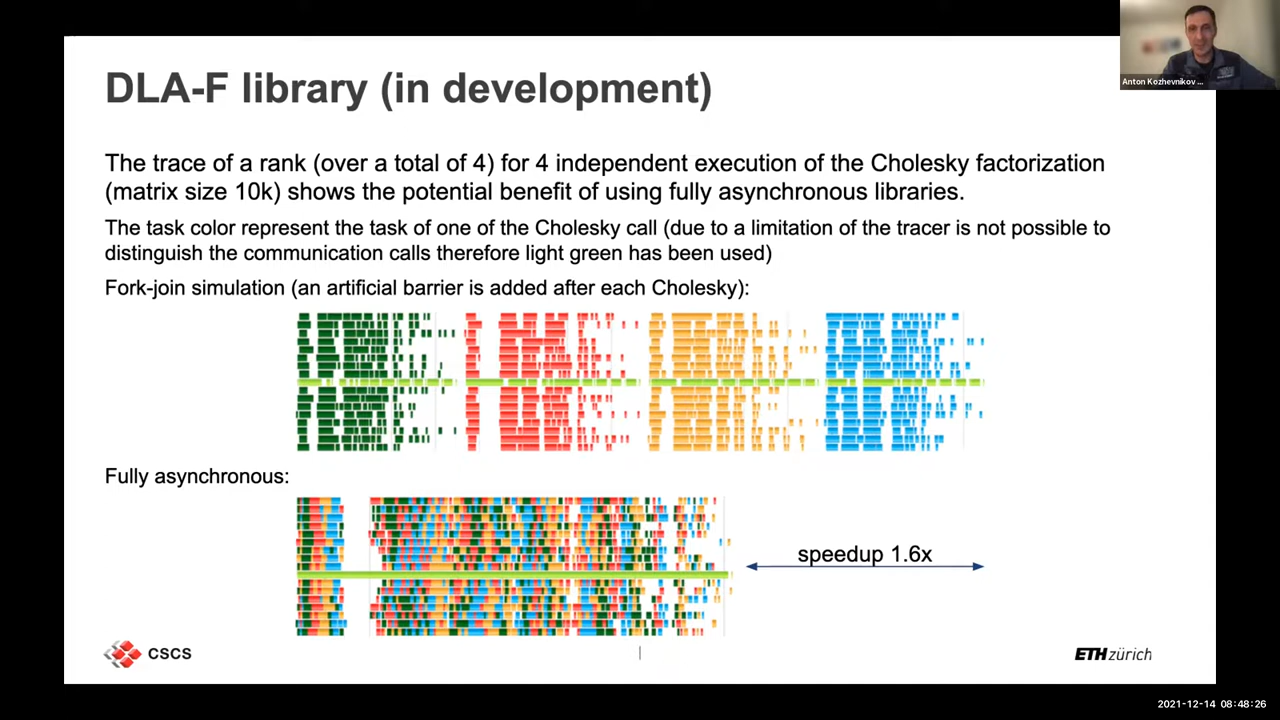 DLA-F library (in development)
Anton Kozhevnikov ...
The trace of a rank (over a total of 4) for 4 independent execution of the Cholesky factorization
(matrix size 10k) shows the potential benefit of using fully asynchronous libraries.
The task color represent the task of one of the Cholesky call (due to a limitation of the tracer is not possible to
distinguish the communication calls therefore light green has been used)
Fork-join simulation (an artificial barrier is added after each Cholesky):
Fully asynchronous:
speedup 1.6x
CSCS
ETH zürich
2021-12-14 08:48:26